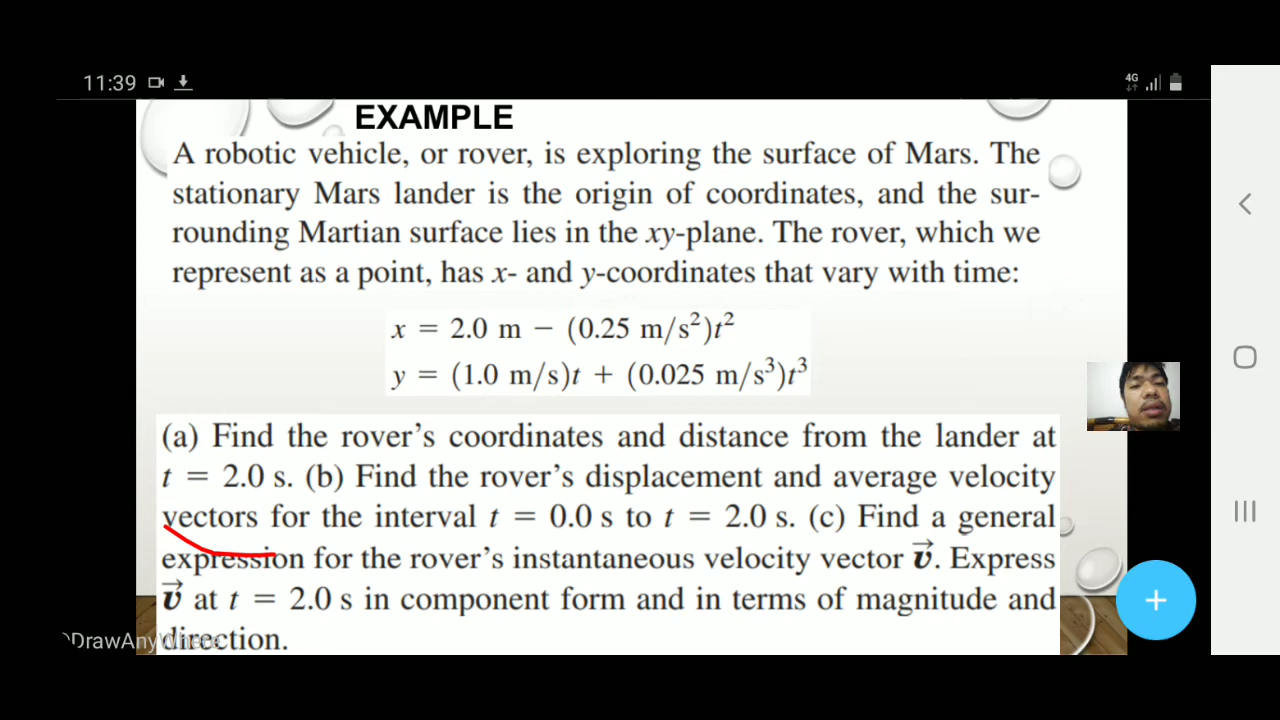 11:39
4G
EXAMPLE
A robotic vehicle, or rover, is exploring the surface of Mars. The
stationary Mars lander is the origin of coordinates, and the sur-
rounding Martian surface lies in the xy-plane. The rover, which we
represent as a point, has x- and y-coordinates that vary with time:
x = 2.0 m − (0.25 m/s²)t²
y = (1.0 m/s)t + (0.025 m/s³)t³
(a) Find the rover's coordinates and distance from the lander at
t = 2.0 s. (b) Find the rover's displacement and average velocity
vectors for the interval t = 0.0 s to t = 2.0 s. (c) Find a general
expression for the rover's instantaneous velocity vector v⃗. Express
v⃗ at t = 2.0 s in component form and in terms of magnitude and
direction.
DrawAnyWhere